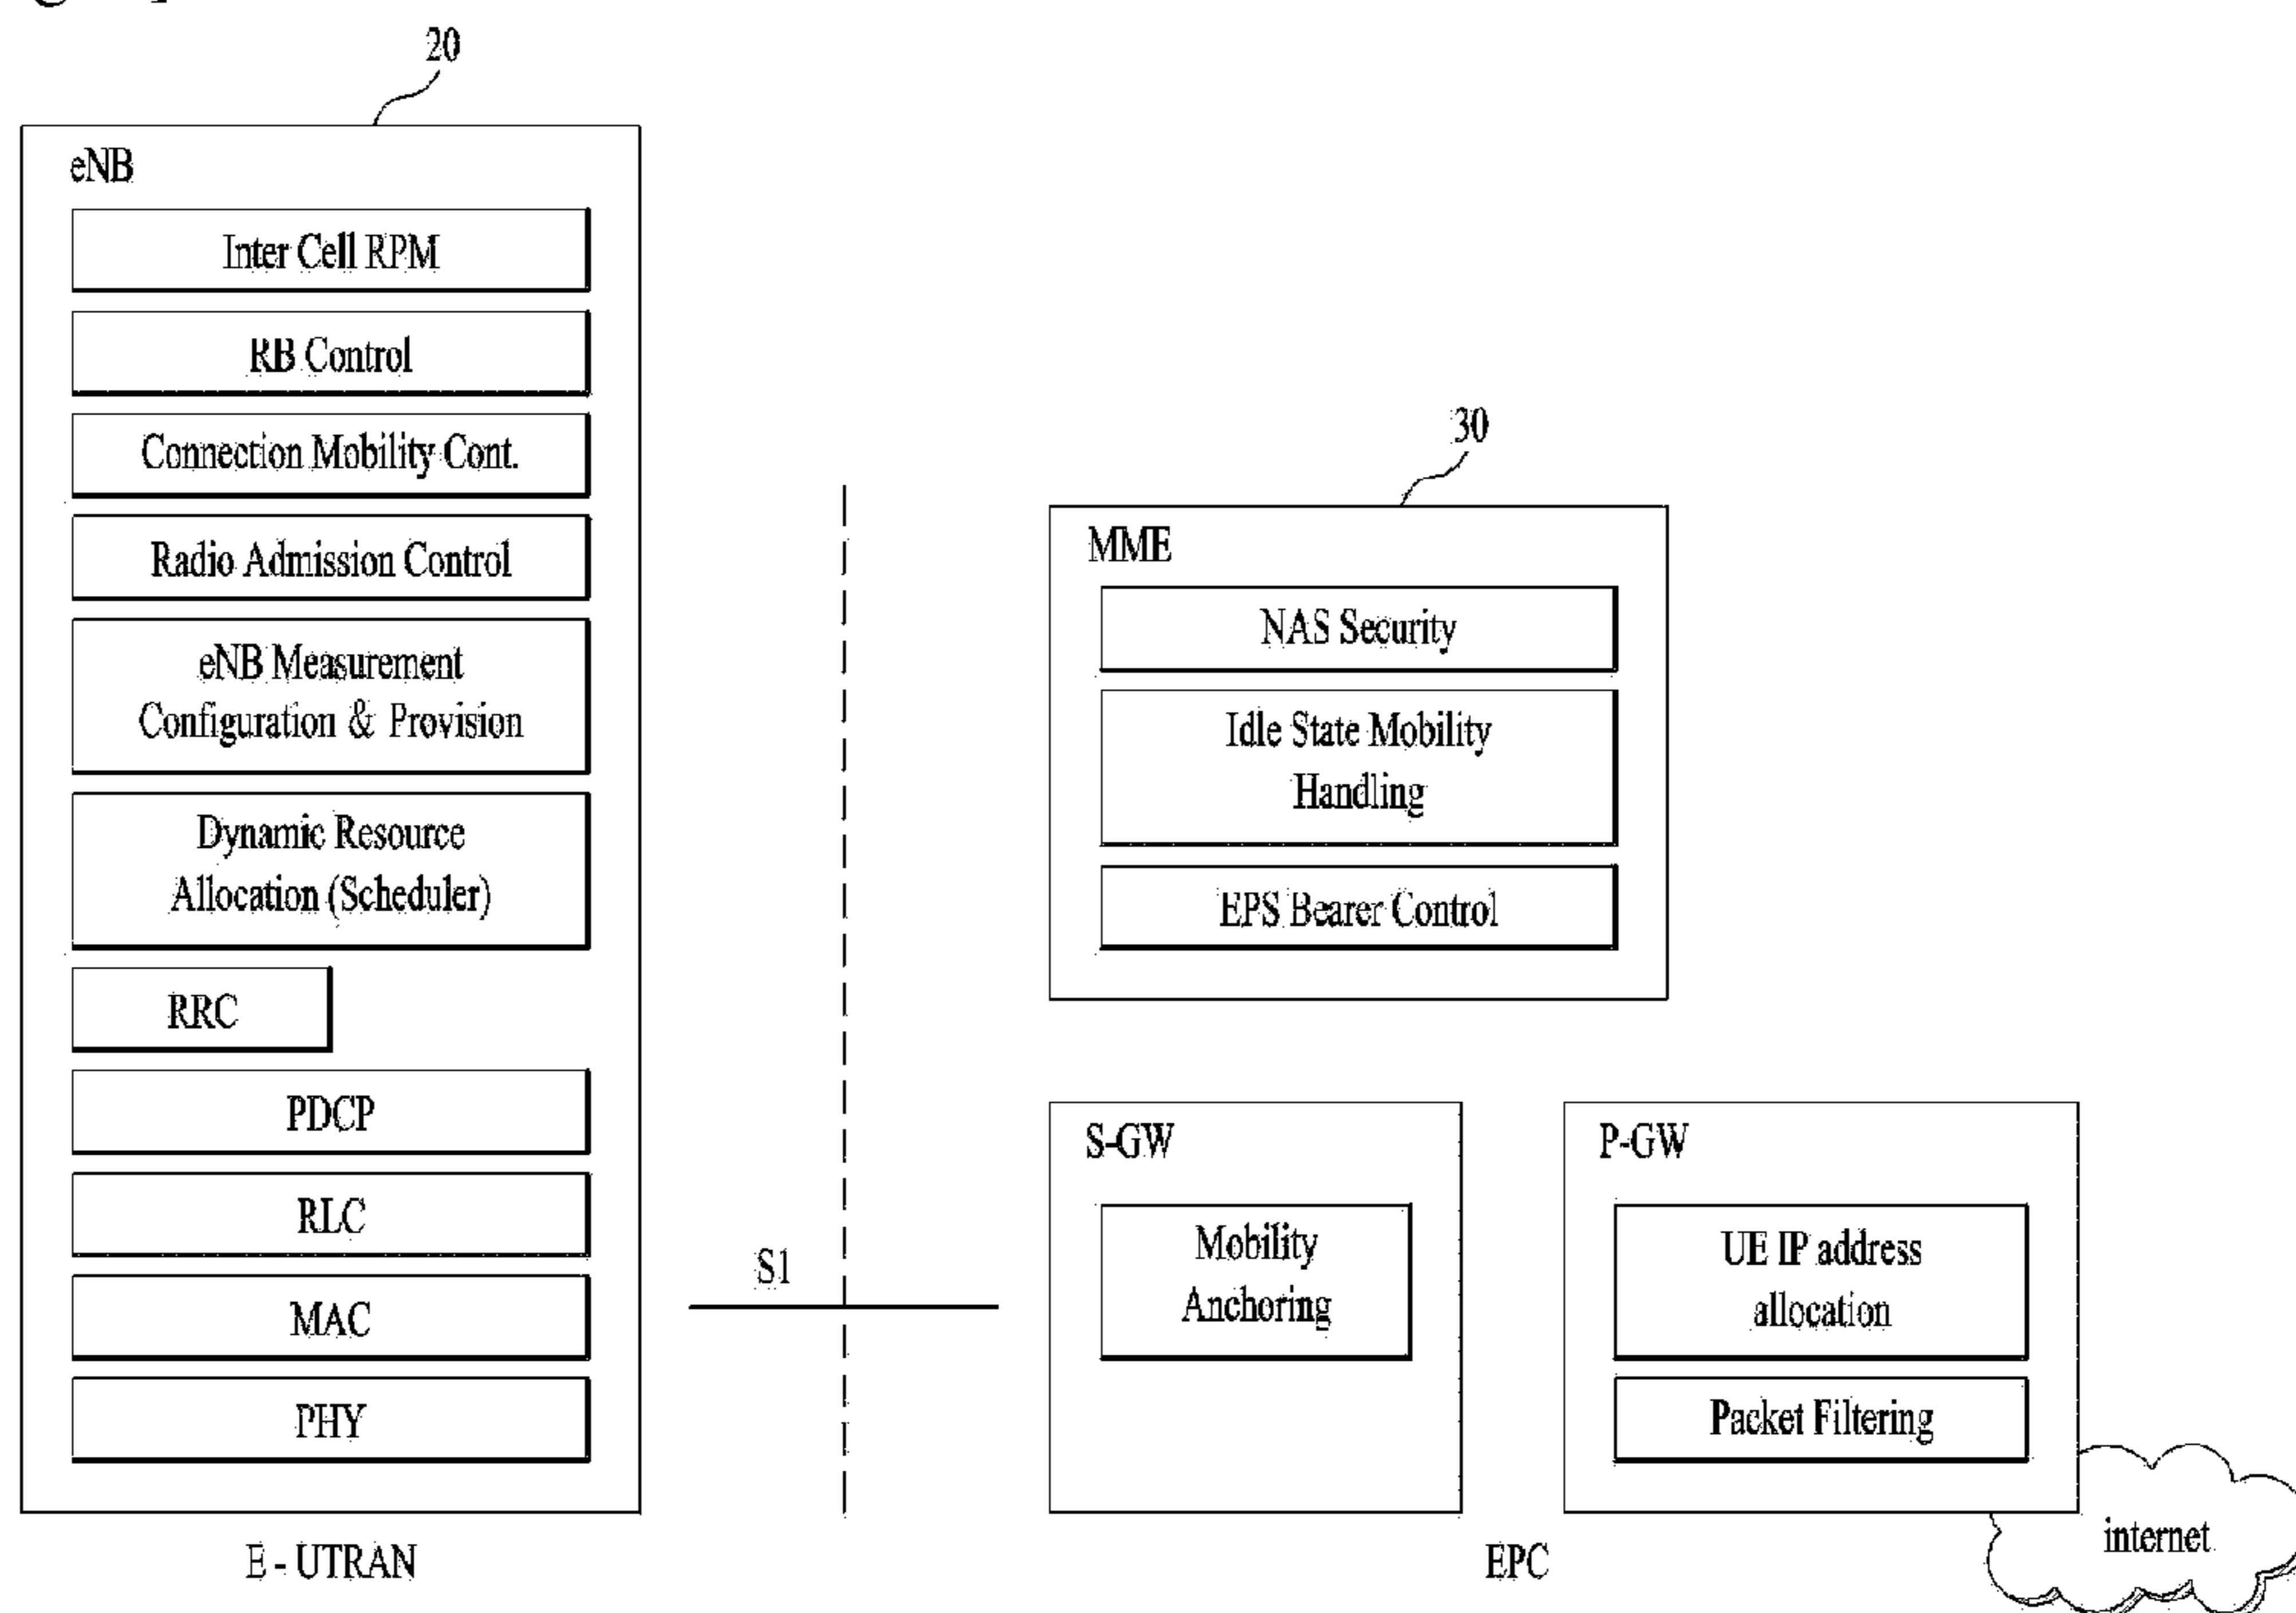 20
eNB
Inter Cell RPM
RB Control
Connection Mobility Cont.
Radio Admission Control
eNB Measurement
Configuration & Provision
Dynamic Resource
Allocation (Scheduler)
RRC
PDCP
RLC
MAC
PHY
E - UTRAN
S1
30
MME
NAS Security
Idle State Mobility
Handling
EPS Bearer Control
S-GW
Mobility
Anchoring
P-GW
UE IP address
allocation
Packet Filtering
internet
EPC